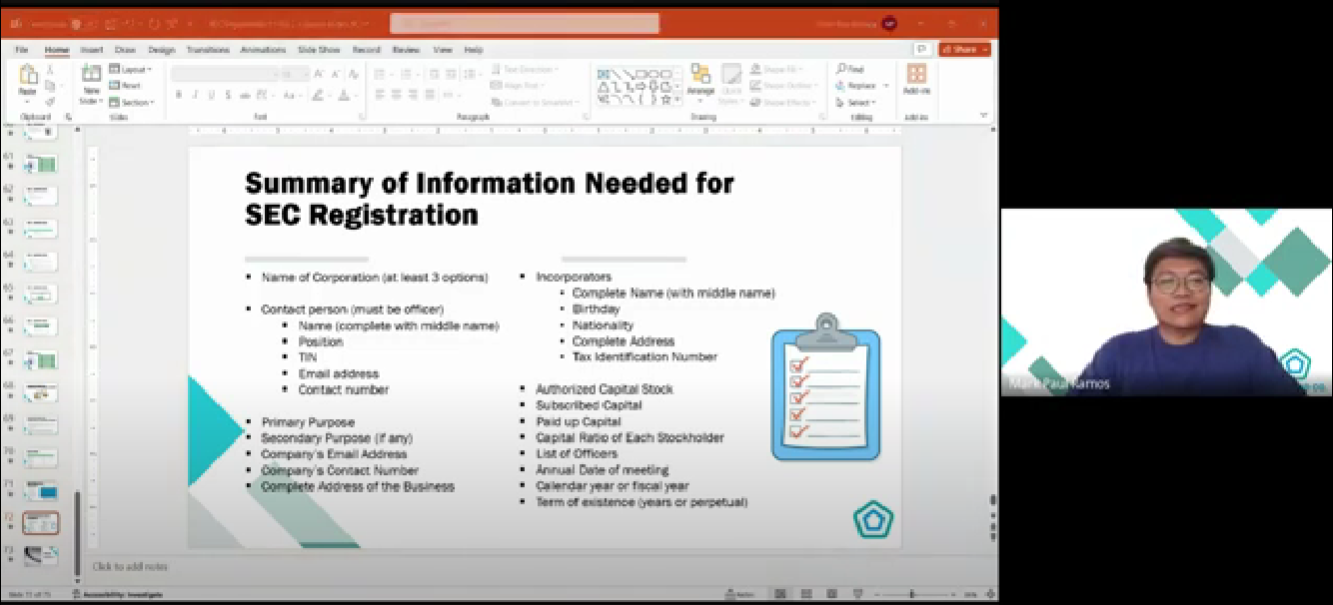 File Home Insert Draw Design Transitions Animations Slide Show Record Review View Help
Share
Paste
New
Slide
Layout
Reset
Section
Text Direction
Align Text
Convert to SmartArt
Arrange
Quick
Styles
Shape Fill
Shape Outline
Shape Effects
Find
Replace
Select
Add-ins
Clipboard
Slides
Font
Paragraph
Drawing
Editing
Add-ins
61
62
63
64
65
66
67
68
69
70
71
72
73
Summary of Information Needed for
SEC Registration
▪ Name of Corporation (at least 3 options)
▪ Contact person (must be officer)
▪ Name (complete with middle name)
▪ Position
▪ TIN
▪ Email address
▪ Contact number
▪ Primary Purpose
▪ Secondary Purpose (if any)
▪ Company's Email Address
▪ Company's Contact Number
▪ Complete Address of the Business
▪ Incorporators
• Complete Name (with middle name)
• Birthday
• Nationality
• Complete Address
• Tax Identification Number
▪ Authorized Capital Stock
▪ Subscribed Capital
▪ Paid up Capital
▪ Capital Ratio of Each Stockholder
▪ List of Officers
▪ Annual Date of meeting
▪ Calendar year or fiscal year
▪ Term of existence (years or perpetual)
Mark Paul Ramos
Click to add notes
Accessibility: Investigate
Notes